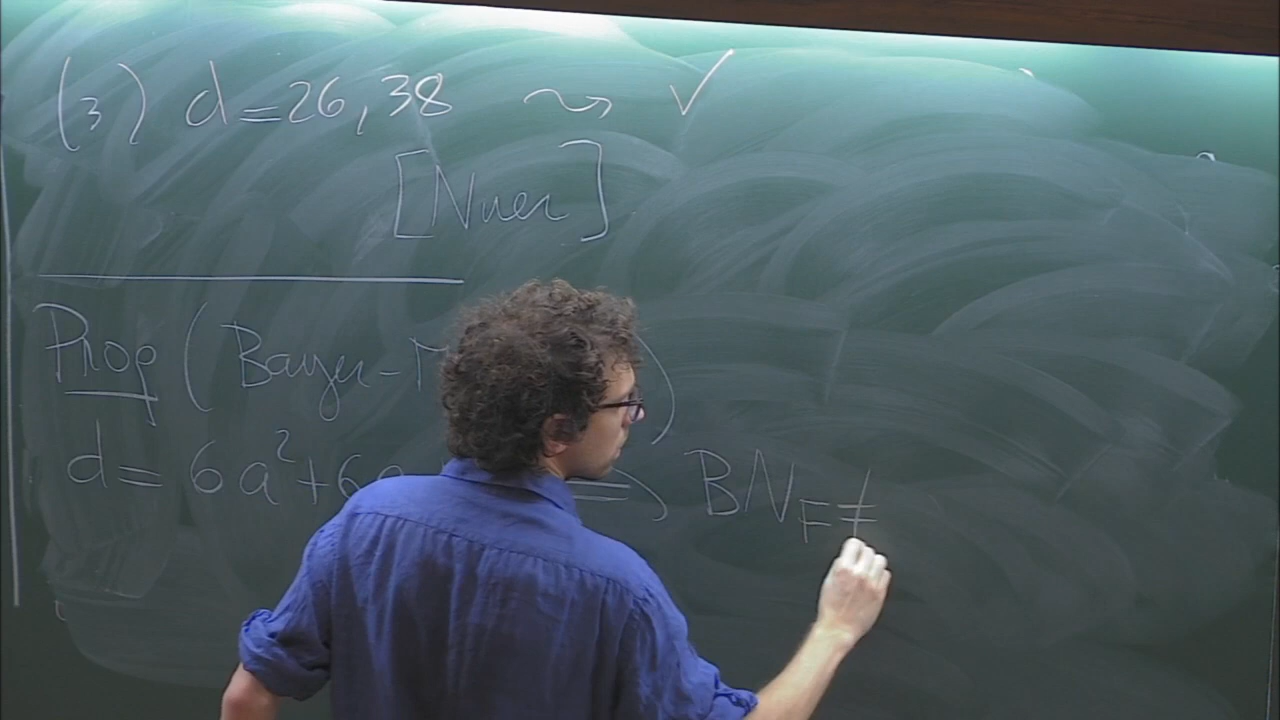 (3) d=26,38 ⇝ ✓
[Nuer]
Prop (Bayer- )
d= 6a²+6 ⇒ BN_F ≠